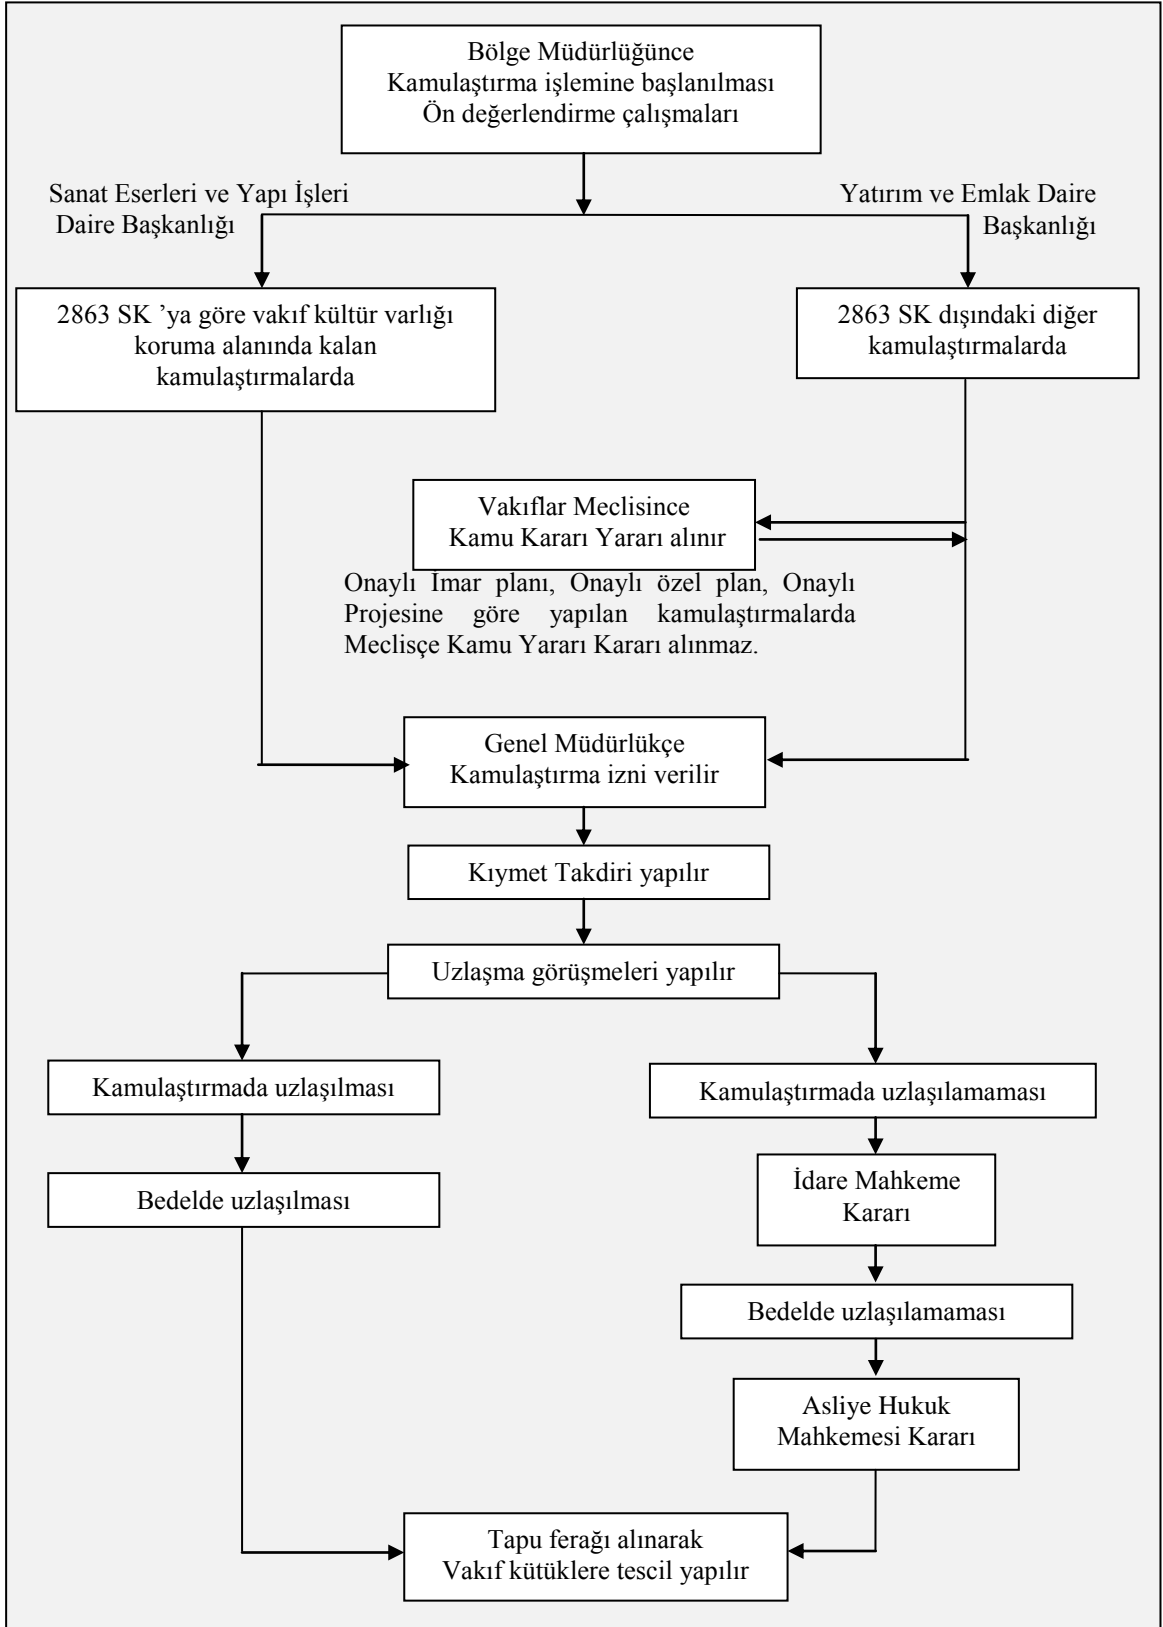 Bölge Müdürlüğünce
Kamulaştırma işlemine başlanılması
Ön değerlendirme çalışmaları
Sanat Eserleri ve Yapı İşleri
Daire Başkanlığı
Yatırım ve Emlak Daire
Başkanlığı
2863 SK ’ya göre vakıf kültür varlığı
koruma alanında kalan
kamulaştırmalarda
2863 SK dışındaki diğer
kamulaştırmalarda
Vakıflar Meclisince
Kamu Kararı Yararı alınır
Onaylı İmar planı, Onaylı özel plan, Onaylı
Projesine göre yapılan kamulaştırmalarda
Meclisçe Kamu Yararı Kararı alınmaz.
Genel Müdürlükçe
Kamulaştırma izni verilir
Kıymet Takdiri yapılır
Uzlaşma görüşmeleri yapılır
Kamulaştırmada uzlaşılması
Kamulaştırmada uzlaşılamaması
Bedelde uzlaşılması
İdare Mahkeme
Kararı
Bedelde uzlaşılamaması
Asliye Hukuk
Mahkemesi Kararı
Tapu ferağı alınarak
Vakıf kütüklere tescil yapılır